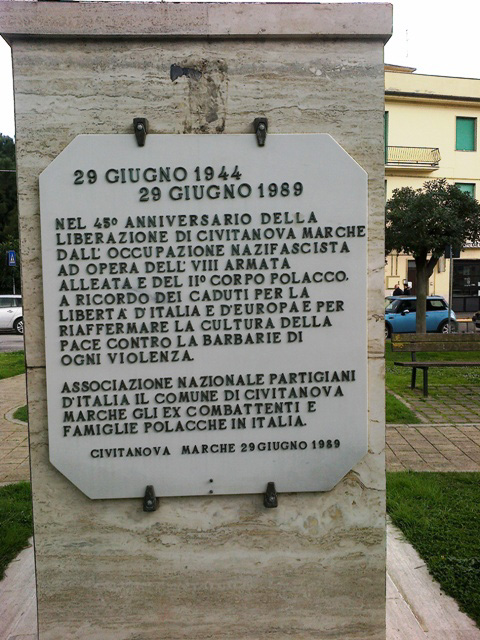 29 GIUGNO 1944
29 GIUGNO 1989
NEL 45º ANNIVERSARIO DELLA
LIBERAZIONE DI CIVITANOVA MARCHE
DALL' OCCUPAZIONE NAZIFASCISTA
AD OPERA DELL' VIII ARMATA
ALLEATA E DEL IIº CORPO POLACCO.
A RICORDO DEI CADUTI PER LA
LIBERTA' D'ITALIA E D'EUROPA E PER
RIAFFERMARE LA CULTURA DELLA
PACE CONTRO LA BARBARIE DI
OGNI VIOLENZA.
ASSOCIAZIONE NAZIONALE PARTIGIANI
D'ITALIA IL COMUNE DI CIVITANOVA
MARCHE GLI EX COMBATTENTI E
FAMIGLIE POLACCHE IN ITALIA.
CIVITANOVA MARCHE 29 GIUGNO 1989